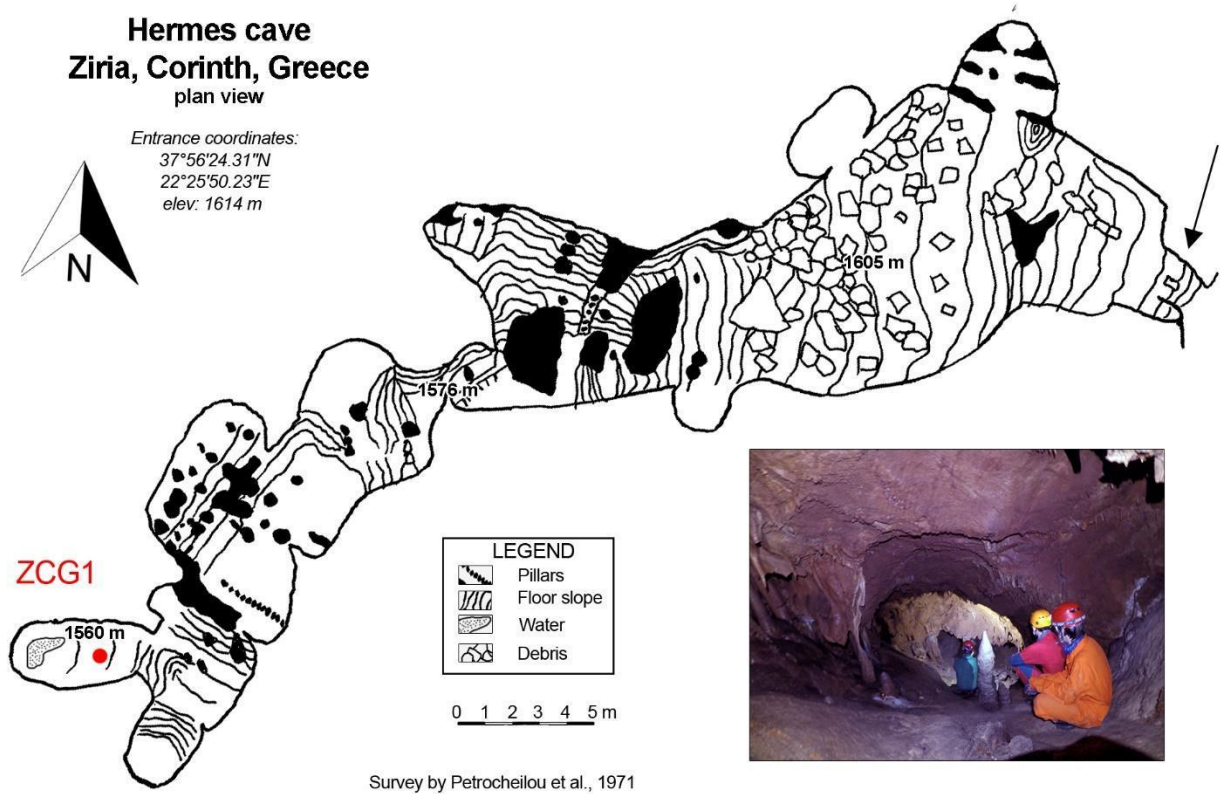 Hermes cave
Ziria, Corinth, Greece
plan view
Entrance coordinates:
37°56'24.31"N
22°25'50.23"E
elev: 1614 m
N
1605 m
1576 m
ZCG1
1560 m
LEGEND
Pillars
Floor slope
Water
Debris
0 1 2 3 4 5 m
Survey by Petrocheilou et al., 1971